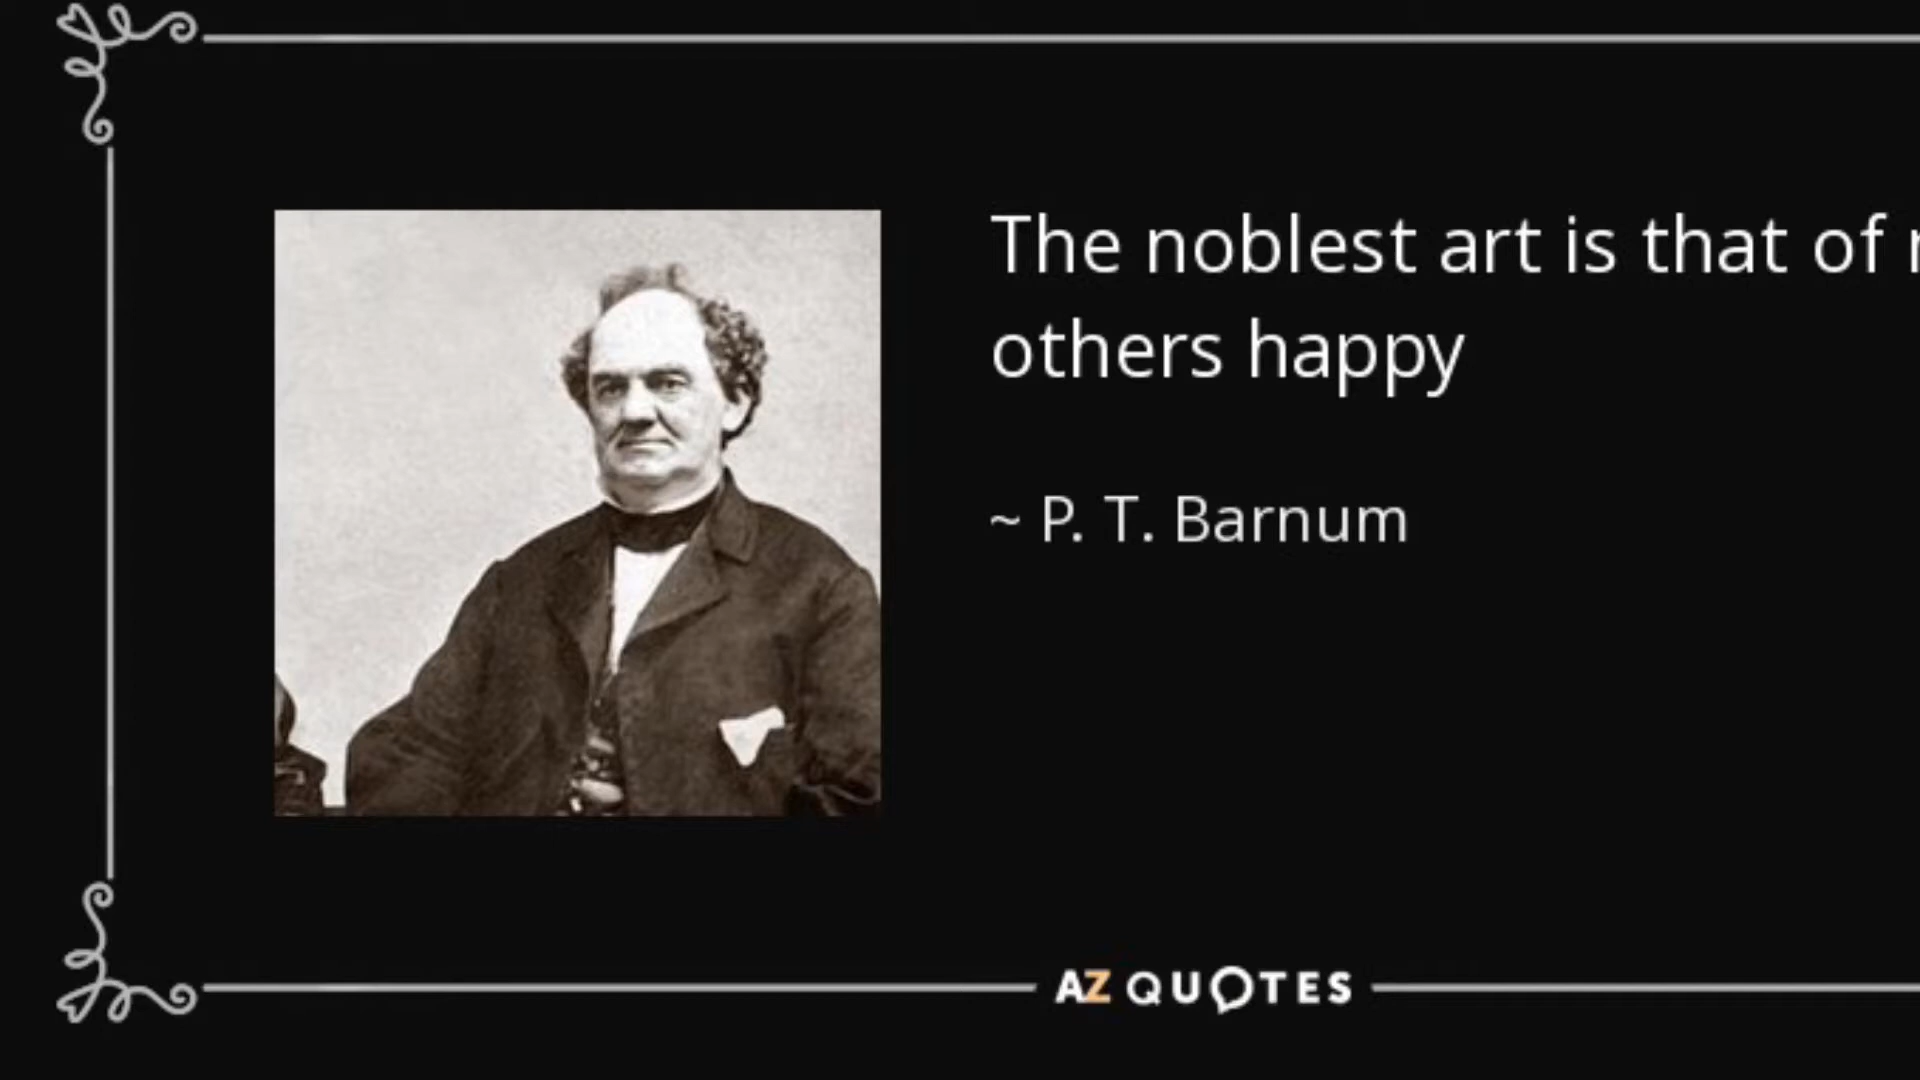 The noblest art is that of
others happy
~ P. T. Barnum
AZ QUOTES